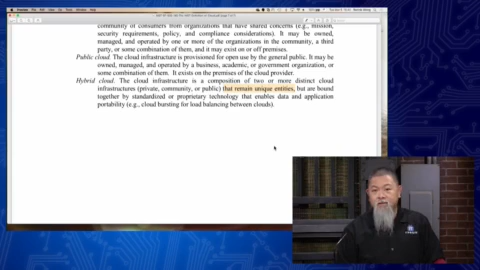 community of consumers from organizations that have shared concerns (e.g., mission,
security requirements, policy, and compliance considerations). It may be owned,
managed, and operated by one or more of the organizations in the community, a third
party, or some combination of them, and it may exist on or off premises.
Public cloud. The cloud infrastructure is provisioned for open use by the general public. It may be
owned, managed, and operated by a business, academic, or government organization, or
some combination of them. It exists on the premises of the cloud provider.
Hybrid cloud. The cloud infrastructure is a composition of two or more distinct cloud
infrastructures (private, community, or public) that remain unique entities, but are bound
together by standardized or proprietary technology that enables data and application
portability (e.g., cloud bursting for load balancing between clouds).